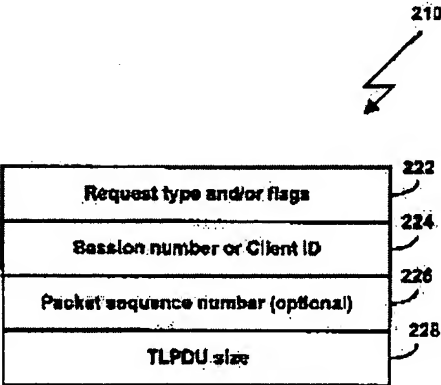 210
222
Request type and/or flags
224
Session number or Client ID
226
Packet sequence number (optional)
228
TLPDU size